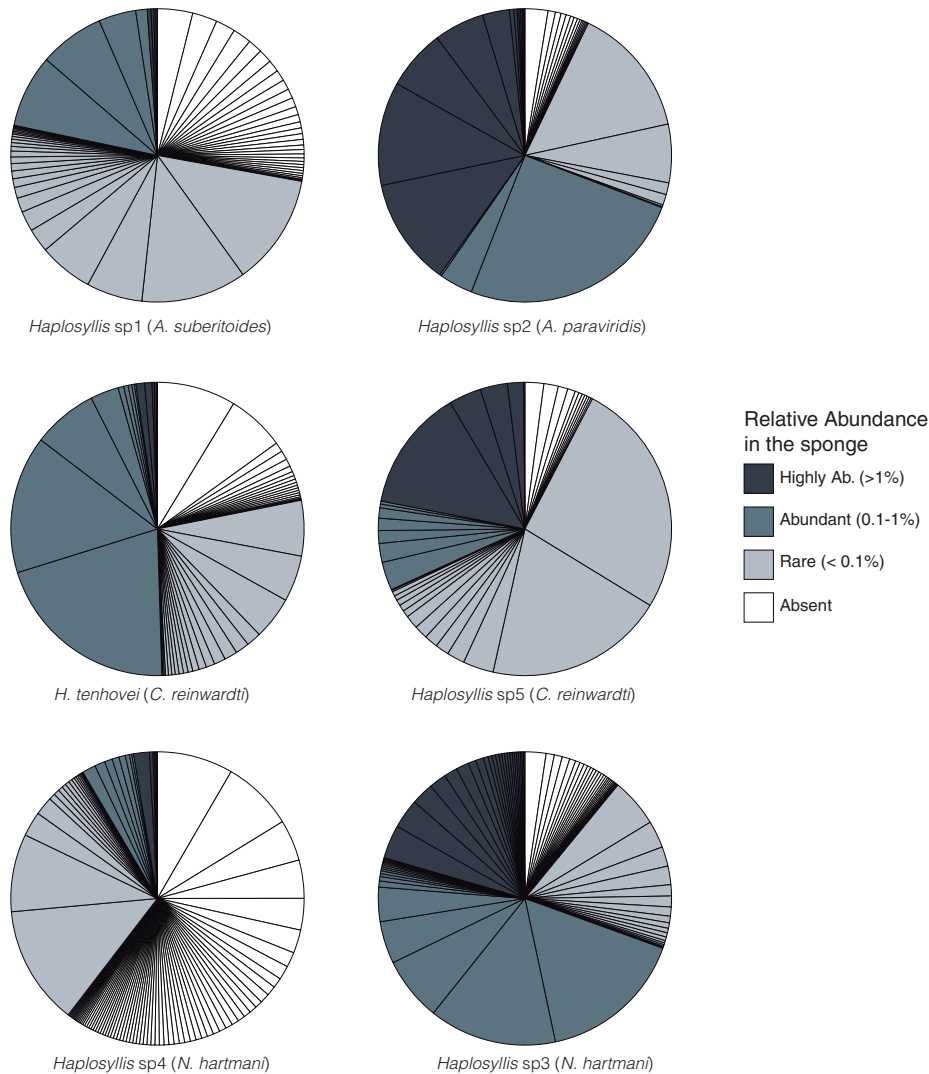 Haplosyllis sp1 (A. suberitoides)
Haplosyllis sp2 (A. paraviridis)
H. tenhovei (C. reinwardti)
Haplosyllis sp5 (C. reinwardti)
Relative Abundance
in the sponge
Highly Ab. (>1%)
Abundant (0.1-1%)
Rare (< 0.1%)
Absent
Haplosyllis sp4 (N. hartmani)
Haplosyllis sp3 (N. hartmani)